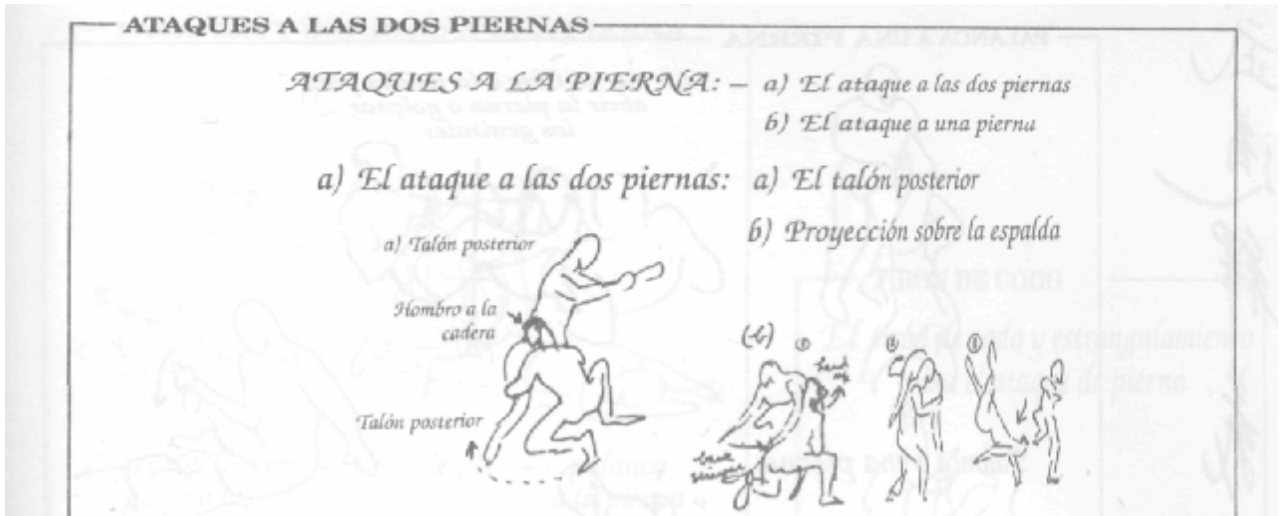 ATAQUES A LAS DOS PIERNAS
ATAQUES A LA PIERNA: – a) El ataque a las dos piernas
b) El ataque a una pierna
a) El ataque a las dos piernas: a) El talón posterior
b) Proyección sobre la espalda
a) Talón posterior
Hombro a la
cadera
Talón posterior